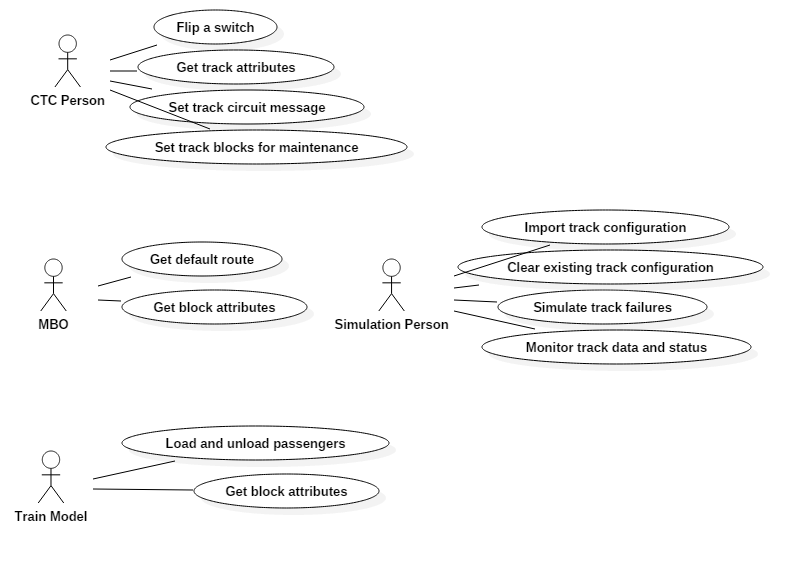 Flip a switch
Get track attributes
CTC Person
Set track circuit message
Set track blocks for maintenance
Import track configuration
Get default route
Clear existing track configuration
Get block attributes
Simulate track failures
MBO
Simulation Person
Monitor track data and status
Load and unload passengers
Get block attributes
Train Model